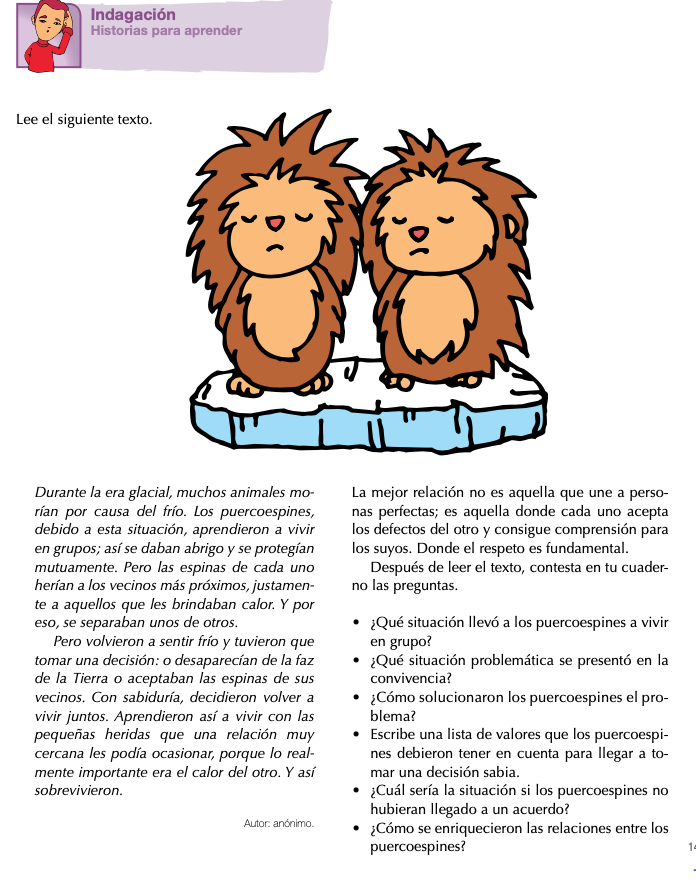 Indagación
Historias para aprender
Lee el siguiente texto.
Durante la era glacial, muchos animales mo-
rían por causa del frío. Los puercoespines,
debido a esta situación, aprendieron a vivir
en grupos; así se daban abrigo y se protegían
mutuamente. Pero las espinas de cada uno
herían a los vecinos más próximos, justamen-
te a aquellos que les brindaban calor. Y por
eso, se separaban unos de otros.
Pero volvieron a sentir frío y tuvieron que
tomar una decisión: o desaparecían de la faz
de la Tierra o aceptaban las espinas de sus
vecinos. Con sabiduría, decidieron volver a
vivir juntos. Aprendieron así a vivir con las
pequeñas heridas que una relación muy
cercana les podía ocasionar, porque lo real-
mente importante era el calor del otro. Y así
sobrevivieron.
Autor: anónimo.
La mejor relación no es aquella que une a perso-
nas perfectas; es aquella donde cada uno acepta
los defectos del otro y consigue comprensión para
los suyos. Donde el respeto es fundamental.
Después de leer el texto, contesta en tu cuader-
no las preguntas.
• ¿Qué situación llevó a los puercoespines a vivir
en grupo?
• ¿Qué situación problemática se presentó en la
convivencia?
• ¿Cómo solucionaron los puercoespines el pro-
blema?
• Escribe una lista de valores que los puercoespi-
nes debieron tener en cuenta para llegar a to-
mar una decisión sabia.
• ¿Cuál sería la situación si los puercoespines no
hubieran llegado a un acuerdo?
• ¿Cómo se enriquecieron las relaciones entre los
puercoespines?